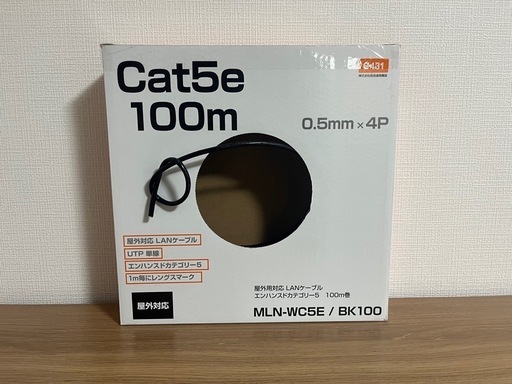 Cat5e
100m
0.5mm×4P
屋外対応 LANケーブル
UTP 単線
エンハンスドカテゴリー5
1m毎にレングスマーク
屋外対応
屋外用対応 LANケーブル
エンハンスドカテゴリー5 100m巻
MLN-WC5E / BK100